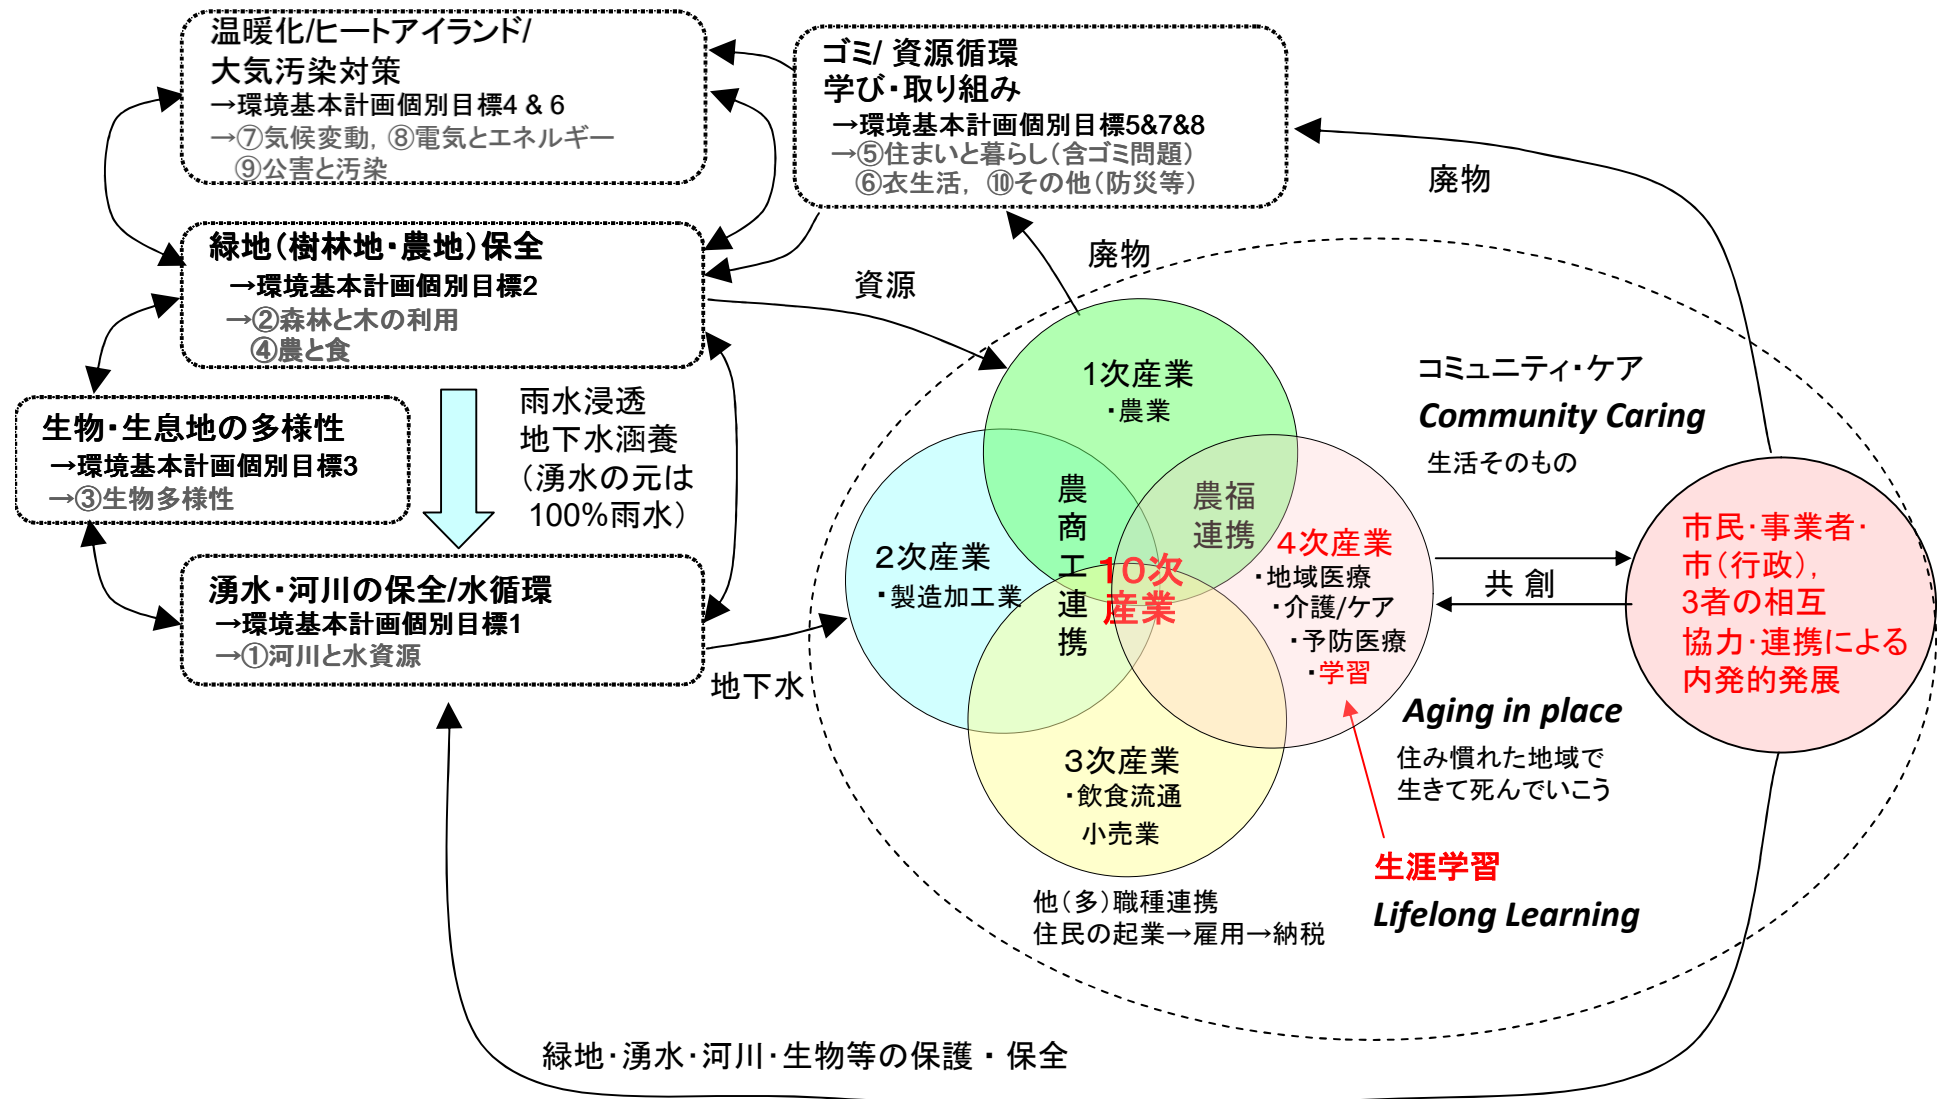 温暖化/ヒートアイランド/
大気汚染対策
→環境基本計画個別目標4 & 6
→⑦気候変動, ⑧電気とエネルギー
⑨公害と汚染
ゴミ/ 資源循環
学び・取り組み
→環境基本計画個別目標5&7&8
→⑤住まいと暮らし(含ゴミ問題)
⑥衣生活, ⑩その他(防災等)
廃物
緑地(樹林地・農地)保全
→環境基本計画個別目標2
→②森林と木の利用
④農と食
資源
廃物
生物・生息地の多様性
→環境基本計画個別目標3
→③生物多様性
雨水浸透
地下水涵養
(湧水の元は
100%雨水)
湧水・河川の保全/水循環
→環境基本計画個別目標1
→①河川と水資源
地下水
1次産業
・農業
農商工連携
農福
連携
2次産業
・製造加工業
10次
産業
4次産業
・地域医療
・介護/ケア
・予防医療
・学習
3次産業
・飲食流通
小売業
他(多)職種連携
住民の起業→雇用→納税
コミュニティ・ケア
Community Caring
生活そのもの
共 創
市民・事業者・
市(行政),
3者の相互
協力・連携による
内発的発展
Aging in place
住み慣れた地域で
生きて死んでいこう
生涯学習
Lifelong Learning
緑地・湧水・河川・生物等の保護・保全